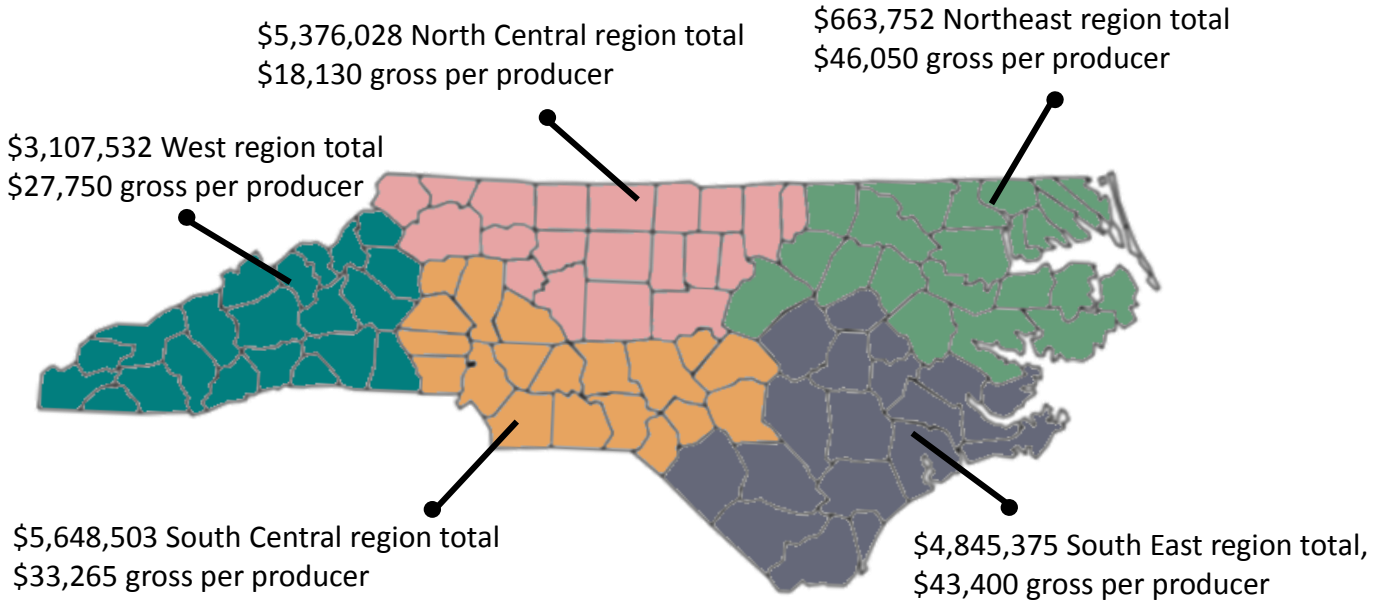 $5,376,028 North Central region total
$18,130 gross per producer
$663,752 Northeast region total
$46,050 gross per producer
$3,107,532 West region total
$27,750 gross per producer
$5,648,503 South Central region total
$33,265 gross per producer
$4,845,375 South East region total,
$43,400 gross per producer